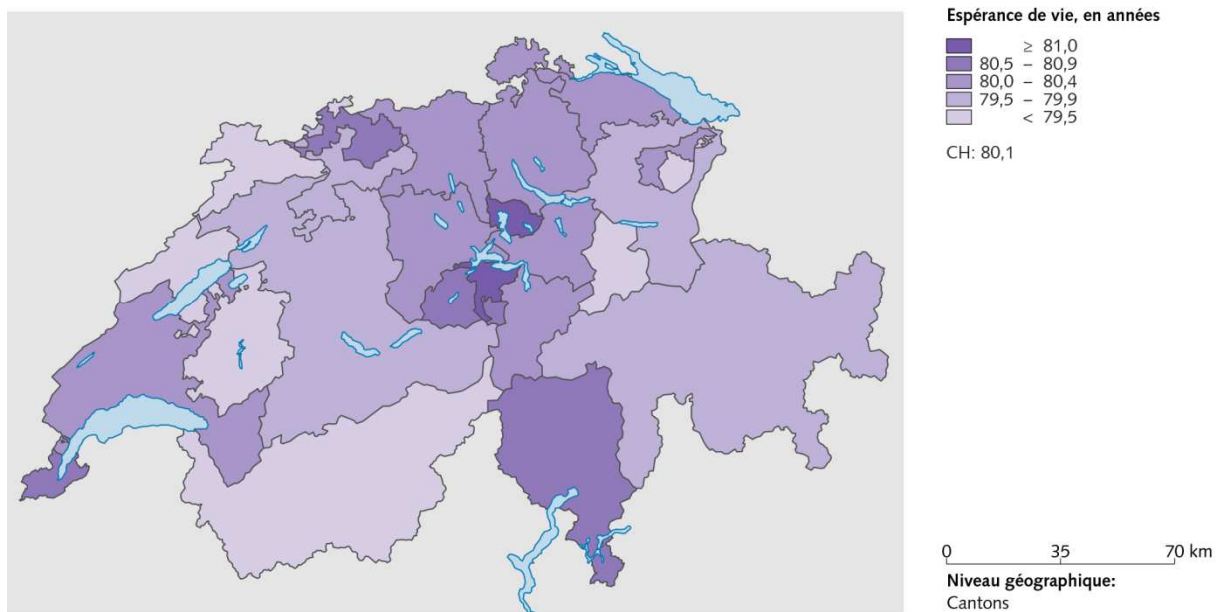 Espérance de vie, en années
≥ 81,0
80,5 – 80,9
80,0 – 80,4
79,5 – 79,9
< 79,5
CH: 80,1
0 35 70 km
Niveau géographique:
Cantons